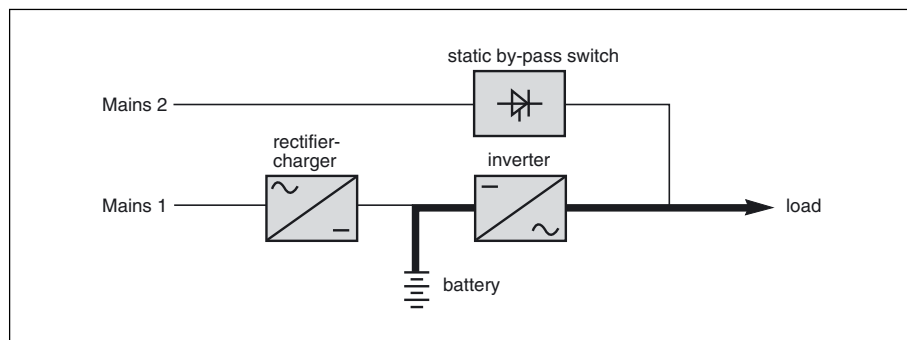 static by-pass switch
Mains 2
rectifier-
charger
inverter
Mains 1
load
battery